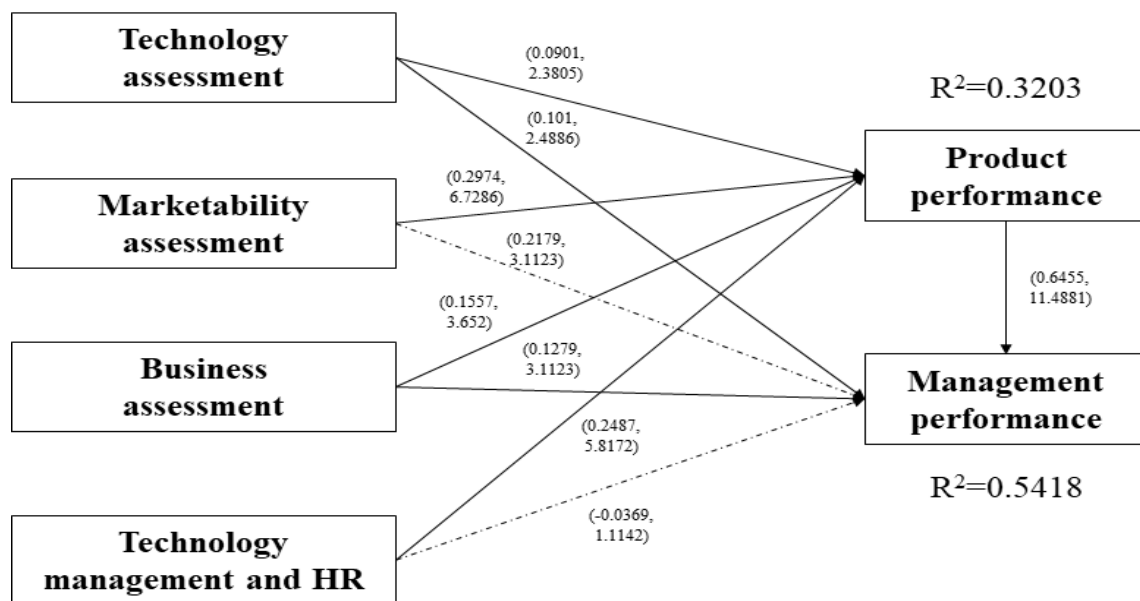 Technology
assessment
(0.0901,
2.3805)
R²=0.3203
(0.101,
2.4886)
Product
performance
Marketability
assessment
(0.2974,
6.7286)
(0.2179,
3.1123)
(0.6455,
11.4881)
(0.1557,
3.652)
Business
assessment
(0.1279,
3.1123)
Management
performance
(0.2487,
5.8172)
R²=0.5418
(-0.0369,
1.1142)
Technology
management and HR